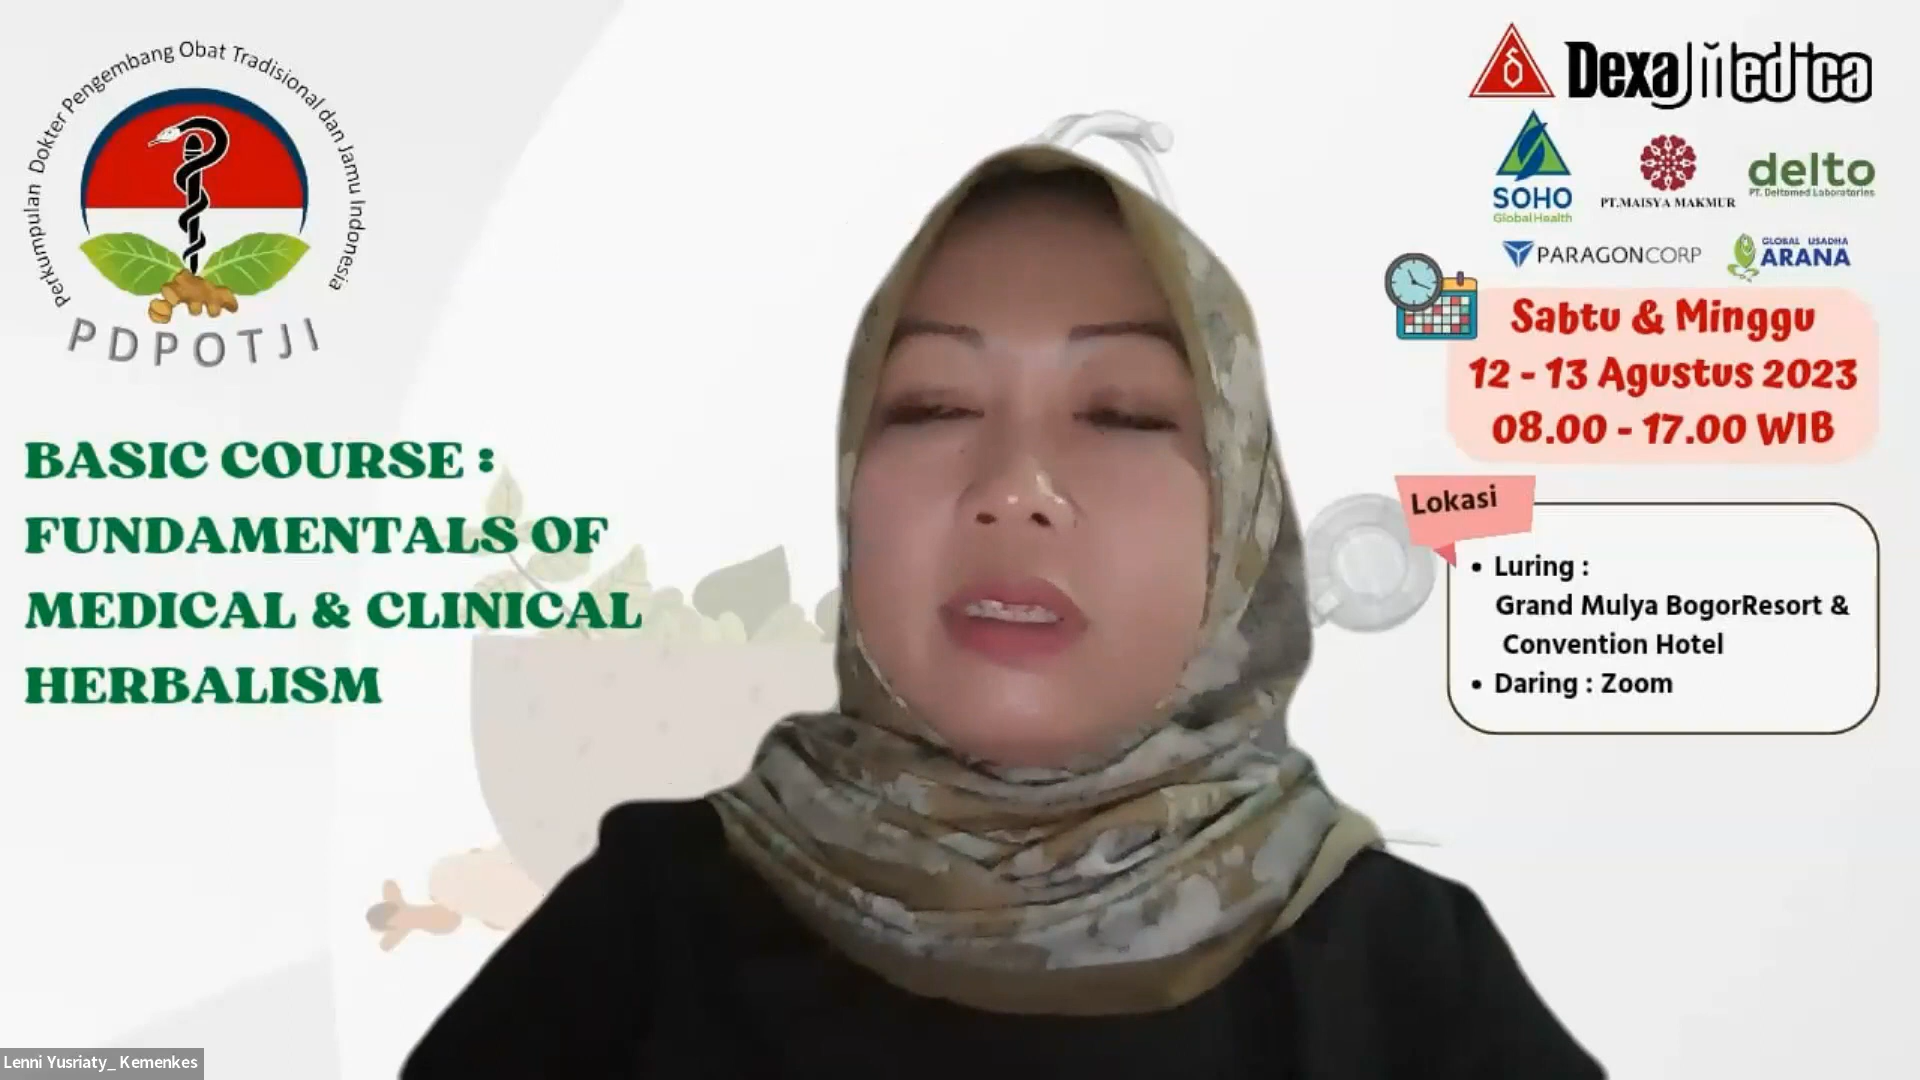 Perkumpulan Dokter Pengembang Obat Tradisional dan Jamu Indonesia
PDPOTJI
BASIC COURSE :
FUNDAMENTALS OF
MEDICAL & CLINICAL
HERBALISM
Dexa Medica
SOHO
Global Health
PT.MAISYA MAKMUR
delto
PT. Deltomed Laboratories
PARAGONCORP
GLOBAL USADHA
ARANA
Sabtu & Minggu
12 - 13 Agustus 2023
08.00 - 17.00 WIB
Lokasi
• Luring :
Grand Mulya BogorResort &
Convention Hotel
• Daring : Zoom
Lenni Yusriaty_ Kemenkes